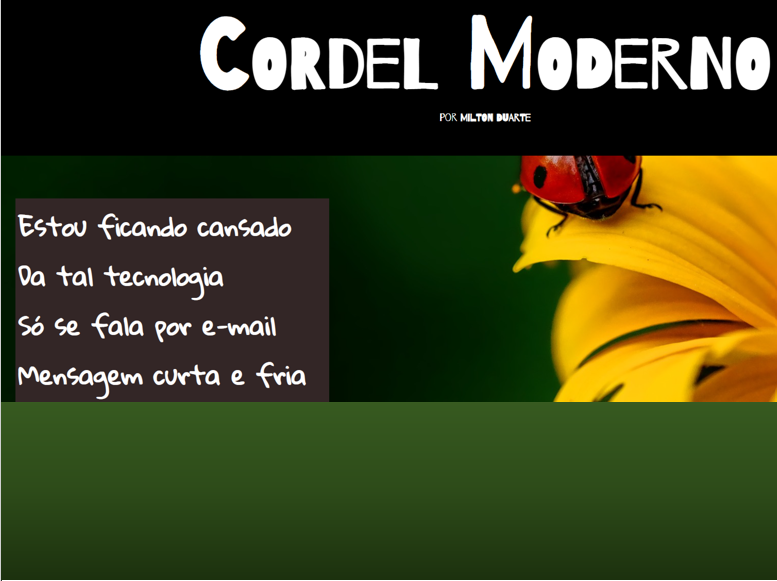 Cordel Moderno
por Milton Duarte
Estou ficando cansado
Da tal tecnologia
Só se fala por e-mail
Mensagem curta e fria